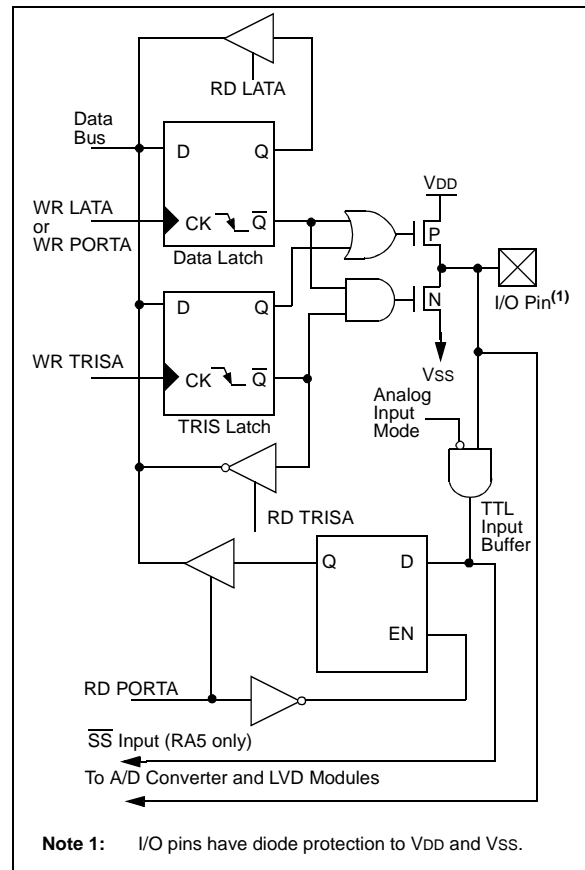 RD LATA
Data
Bus
D
Q
WR LATA
or
WR PORTA
CK
Q̅
Data Latch
VDD
P
I/O Pin(1)
D
Q
N
WR TRISA
CK
Q̅
TRIS Latch
VSS
Analog
Input
Mode
RD TRISA
TTL
Input
Buffer
Q
D
EN
RD PORTA
S̅S̅ Input (RA5 only)
To A/D Converter and LVD Modules
Note 1: I/O pins have diode protection to VDD and VSS.